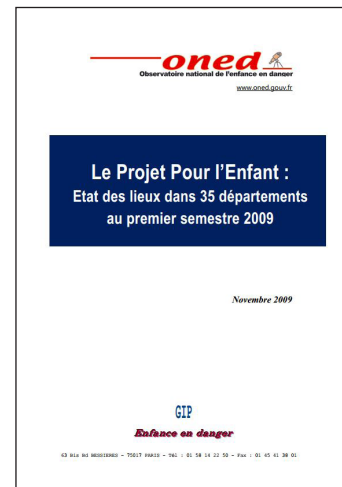 oned
Observatoire national de l'enfance en danger
www.oned.gouv.fr
Le Projet Pour l'Enfant :
Etat des lieux dans 35 départements
au premier semestre 2009
Novembre 2009
GIP
Enfance en danger
63 Bis Bd BESSIERES - 75017 PARIS - Tél : 01 58 14 22 50 - Fax : 01 45 41 38 01